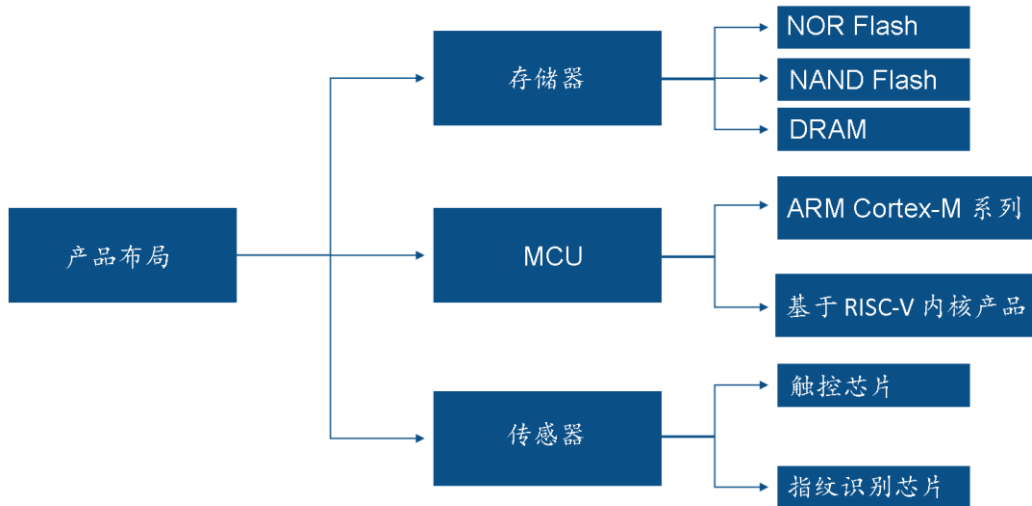 产品布局
存储器
NOR Flash
NAND Flash
DRAM
MCU
ARM Cortex-M 系列
基于 RISC-V 内核产品
传感器
触控芯片
指纹识别芯片